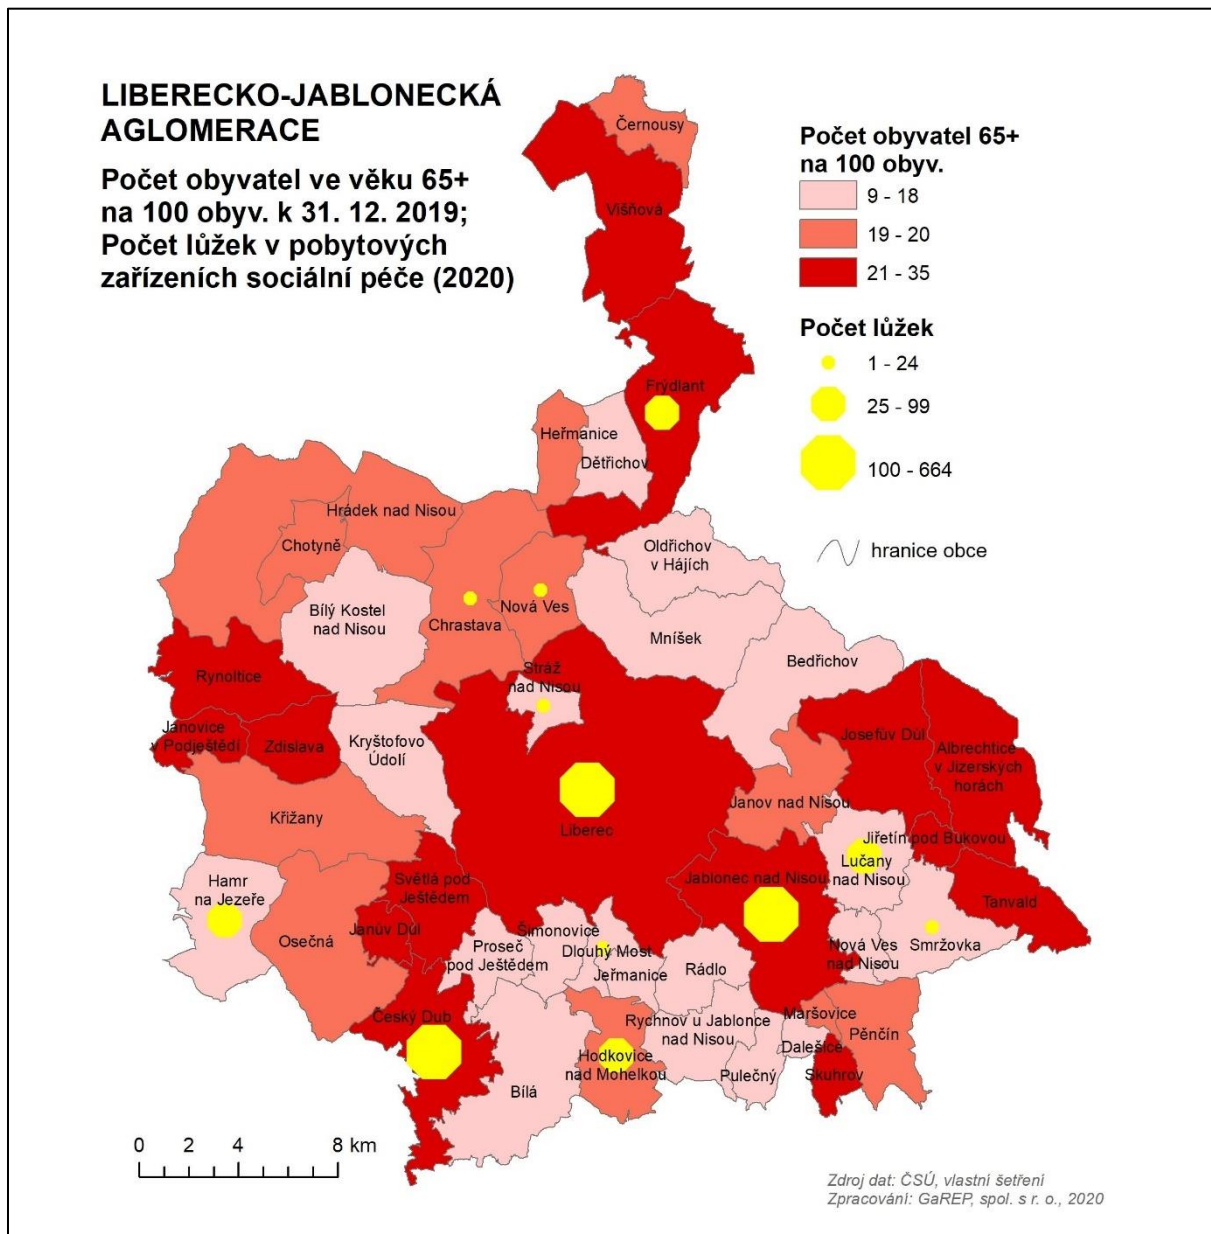 LIBERECKO-JABLONECKÁ
AGLOMERACE
Počet obyvatel ve věku 65+
na 100 obyv. k 31. 12. 2019;
Počet lůžek v pobytových
zařízeních sociální péče (2020)
Počet obyvatel 65+
na 100 obyv.
9 - 18
19 - 20
21 - 35
Počet lůžek
1 - 24
25 - 99
100 - 664
hranice obce
Černousy
Višňová
Frýdlant
Heřmanice
Dětřichov
Hrádek nad Nisou
Chotyně
Oldřichov
v Hájích
Bílý Kostel
nad Nisou
Chrastava
Nová Ves
Mníšek
Bedřichov
Rynoltice
Stráž
nad Nisou
Jánovice
v Podještědí
Zdislava
Kryštofovo
Údolí
Josefův Důl
Albrechtice
v Jizerských
horách
Křižany
Liberec
Janov nad Nisou
Jiřetín pod Bukovou
Lučany
nad Nisou
Hamr
na Jezeře
Světlá pod
Ještědem
Jablonec nad Nisou
Tanvald
Osečná
Janův Důl
Proseč
pod Ještědem
Šimonovice
Dlouhý Most
Jeřmanice
Rádlo
Nová Ves
nad Nisou
Smržovka
Český Dub
Rychnov u Jablonce
nad Nisou
Maršovice
Pěnčín
Dalešice
Hodkovice
nad Mohelkou
Pulečný
Skuhrov
Bílá
0 2 4 8 km
Zdroj dat: ČSÚ, vlastní šetření
Zpracování: GaREP, spol. s r. o., 2020